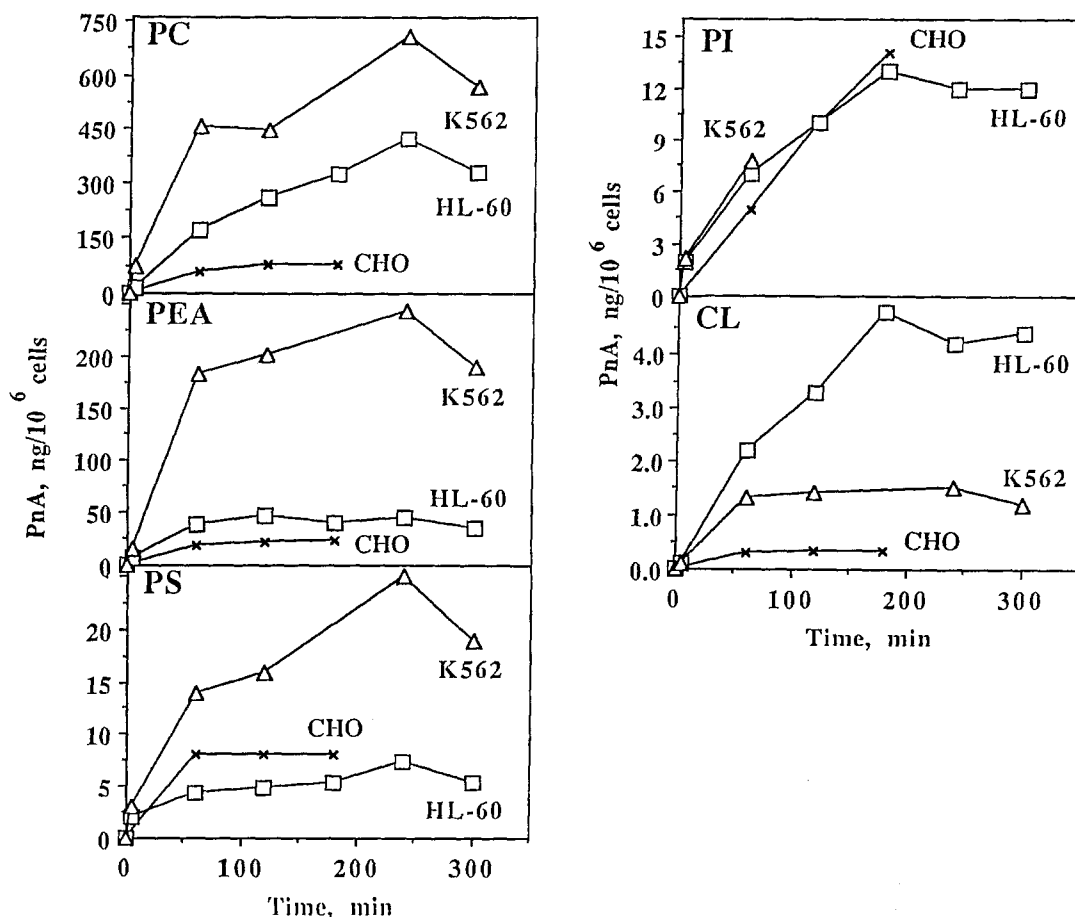 PC
750
600
450
300
150
0
K562
HL-60
CHO
PEA
200
150
100
50
0
K562
HL-60
CHO
PS
20
15
10
5
0
K562
CHO
HL-60
0 100 200 300
Time, min
PnA, ng/10^6 cells
PI
15
12
9
6
3
0
CHO
K562
HL-60
CL
4.0
3.0
2.0
1.0
0.0
HL-60
K562
CHO
0 100 200 300
Time, min
PnA, ng/10^6 cells